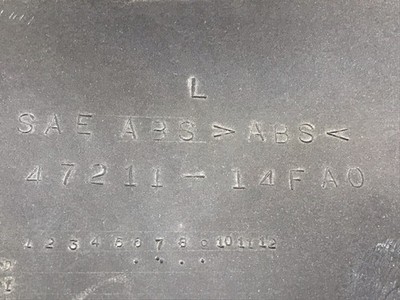 L
SAE ABS >ABS<
47211-14FA0
1 2 3 4 5 6 7 8 9 10 11 12